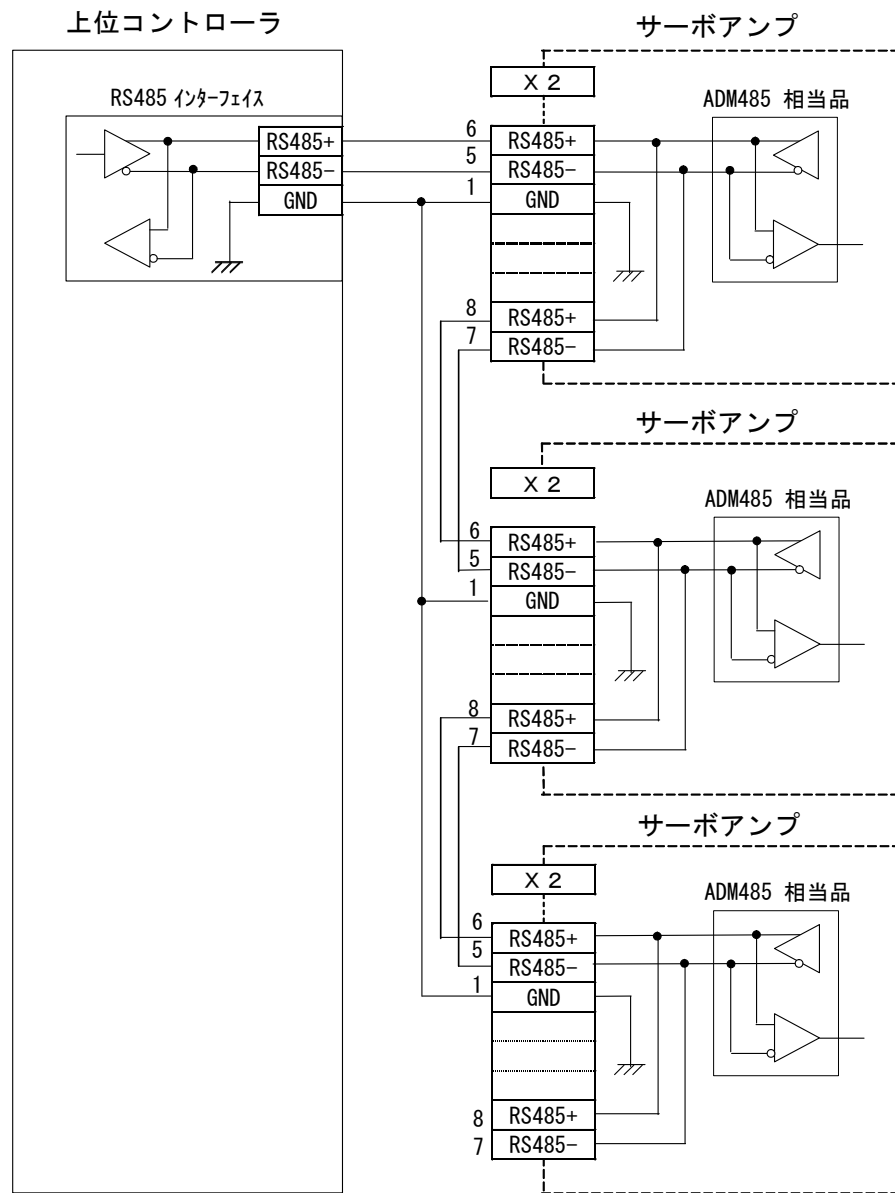 上位コントローラ
サーボアンプ
RS485 インターフェイス
RS485+
RS485-
GND
X 2
ADM485 相当品
6
RS485+
5
RS485-
1
GND
8
RS485+
7
RS485-
サーボアンプ
X 2
ADM485 相当品
6
RS485+
5
RS485-
1
GND
8
RS485+
7
RS485-
サーボアンプ
X 2
ADM485 相当品
6
RS485+
5
RS485-
1
GND
8
RS485+
7
RS485-